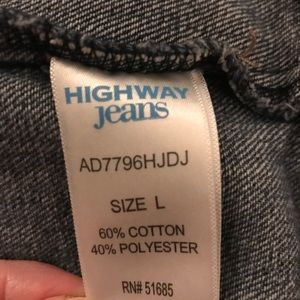 HIGHWAY
jeans
AD7796HJDJ
SIZE L
60% COTTON
40% POLYESTER
RN# 51685